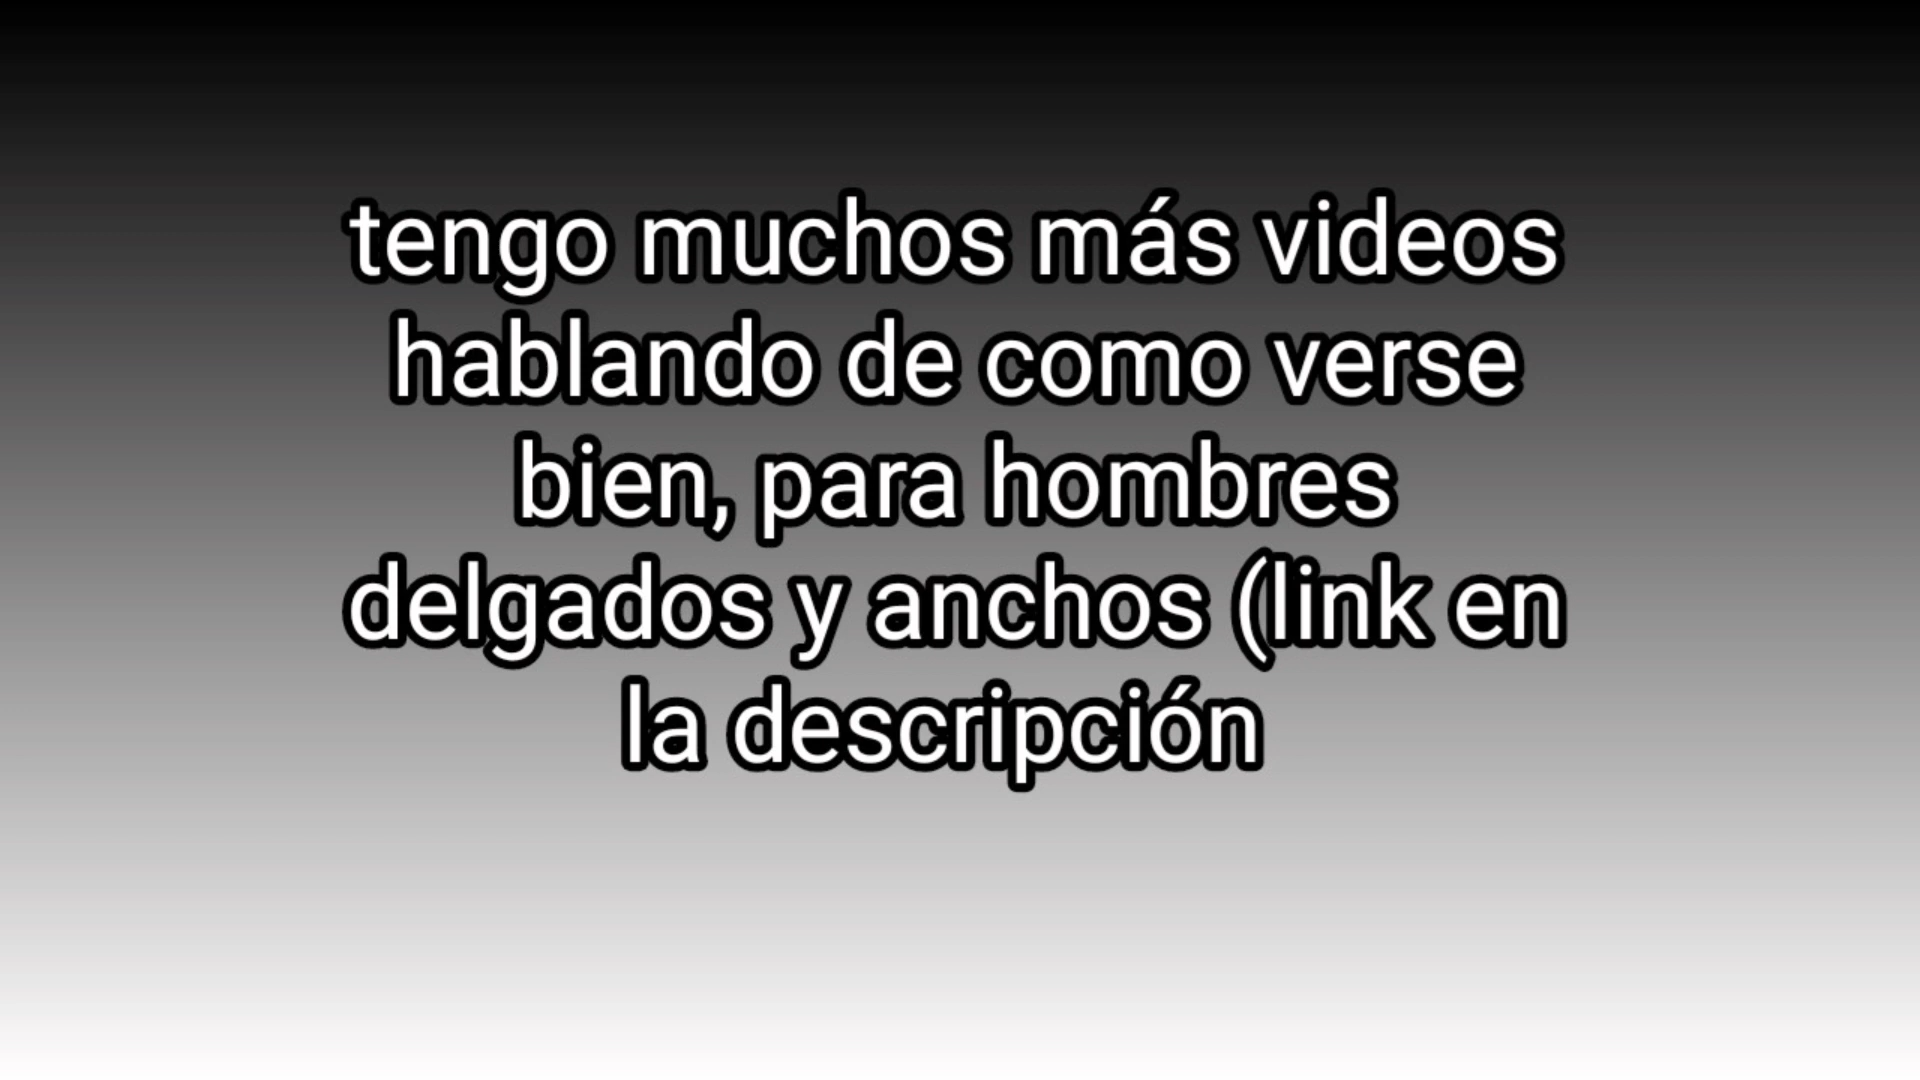 tengo muchos más videos
hablando de como verse
bien, para hombres
delgados y anchos (link en
la descripción